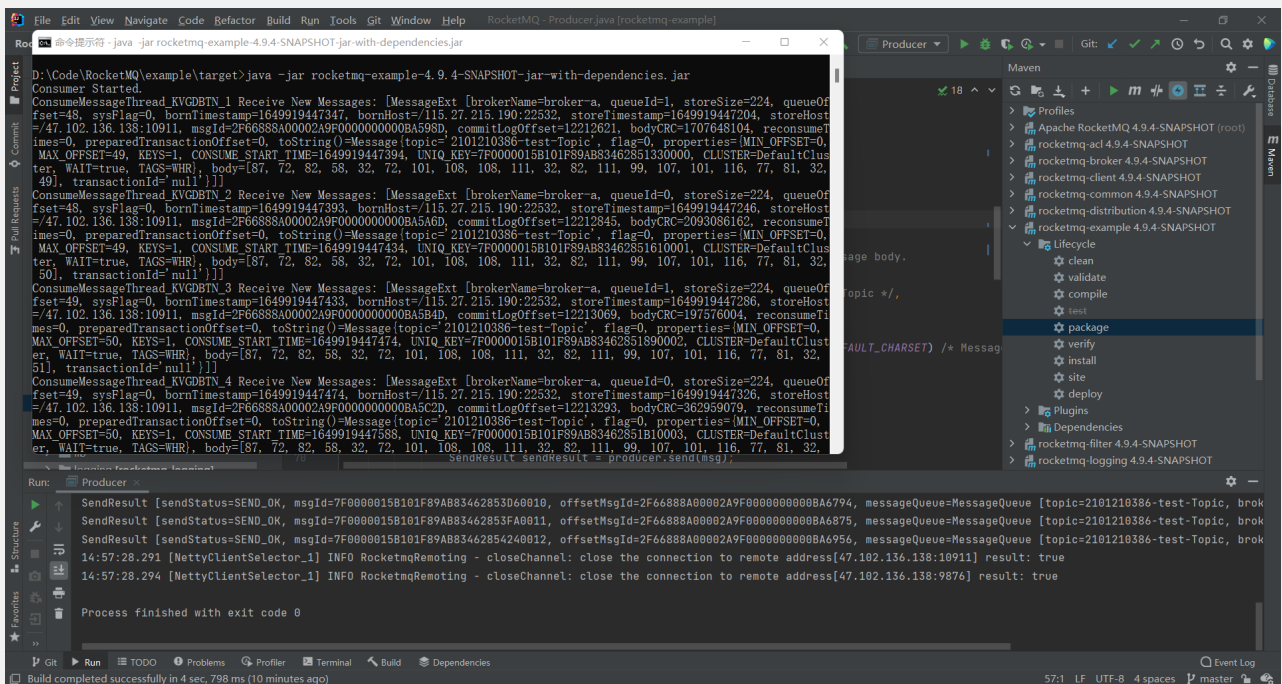 File Edit View Navigate Code Refactor Build Run Tools Git Window Help RocketMQ - Producer.java [rocketmq-example]
命令提示符 - java -jar rocketmq-example-4.9.4-SNAPSHOT-jar-with-dependencies.jar
Producer
Git:
D:\Code\RocketMQ\example\target>java -jar rocketmq-example-4.9.4-SNAPSHOT-jar-with-dependencies.jar
Consumer Started.
ConsumeMessageThread_KVGDBTN_1 Receive New Messages: [MessageExt [brokerName=broker-a, queueId=1, storeSize=224, queueOf
fset=48, sysFlag=0, bornTimestamp=1649919447347, bornHost=/115.27.215.190:22532, storeTimestamp=1649919447204, storeHost
=/47.102.136.138:10911, msgId=2F66888A00002A9F0000000000BA598D, commitLogOffset=12212621, bodyCRC=1707648104, reconsumeT
imes=0, preparedTransactionOffset=0, toString()=Message{topic='2101210386-test-Topic', flag=0, properties={MIN_OFFSET=0,
MAX_OFFSET=49, KEYS=1, CONSUME_START_TIME=1649919447394, UNIQ_KEY=7F0000015B101F89AB83462851330000, CLUSTER=DefaultClus
ter, WAIT=true, TAGS=WHR}, body=[87, 72, 82, 58, 32, 72, 101, 108, 108, 111, 32, 82, 111, 99, 107, 101, 116, 77, 81, 32,
49], transactionId='null'}]]
ConsumeMessageThread_KVGDBTN_2 Receive New Messages: [MessageExt [brokerName=broker-a, queueId=2, storeSize=224, queueOf
fset=48, sysFlag=0, bornTimestamp=1649919447393, bornHost=/115.27.215.190:22532, storeTimestamp=1649919447246, storeHost
=/47.102.136.138:10911, msgId=2F66888A00002A9F0000000000BA5A6D, commitLogOffset=12212845, bodyCRC=2093086162, reconsumeT
imes=0, preparedTransactionOffset=0, toString()=Message{topic='2101210386-test-Topic', flag=0, properties={MIN_OFFSET=0,
MAX_OFFSET=49, KEYS=1, CONSUME_START_TIME=1649919447434, UNIQ_KEY=7F0000015B101F89AB83462851610001, CLUSTER=DefaultClus
ter, WAIT=true, TAGS=WHR}, body=[87, 72, 82, 58, 32, 72, 101, 108, 108, 111, 32, 82, 111, 99, 107, 101, 116, 77, 81, 32,
50], transactionId='null'}]]
ConsumeMessageThread_KVGDBTN_3 Receive New Messages: [MessageExt [brokerName=broker-a, queueId=1, storeSize=224, queueOf
fset=49, sysFlag=0, bornTimestamp=1649919447433, bornHost=/115.27.215.190:22532, storeTimestamp=1649919447286, storeHost
=/47.102.136.138:10911, msgId=2F66888A00002A9F0000000000BA5B4D, commitLogOffset=12213069, bodyCRC=197576004, reconsumeTi
mes=0, preparedTransactionOffset=0, toString()=Message{topic='2101210386-test-Topic', flag=0, properties={MIN_OFFSET=0,
MAX_OFFSET=50, KEYS=1, CONSUME_START_TIME=1649919447474, UNIQ_KEY=7F0000015B101F89AB83462851890002, CLUSTER=DefaultClust
er, WAIT=true, TAGS=WHR}, body=[87, 72, 82, 58, 32, 72, 101, 108, 108, 111, 32, 82, 111, 99, 107, 101, 116, 77, 81, 32,
51], transactionId='null'}]]
ConsumeMessageThread_KVGDBTN_4 Receive New Messages: [MessageExt [brokerName=broker-a, queueId=2, storeSize=224, queueOf
fset=49, sysFlag=0, bornTimestamp=1649919447474, bornHost=/115.27.215.190:22532, storeTimestamp=1649919447326, storeHost
=/47.102.136.138:10911, msgId=2F66888A00002A9F0000000000BA5C2D, commitLogOffset=12213293, bodyCRC=362959079, reconsumeTi
mes=0, preparedTransactionOffset=0, toString()=Message{topic='2101210386-test-Topic', flag=0, properties={MIN_OFFSET=0,
MAX_OFFSET=50, KEYS=1, CONSUME_START_TIME=1649919447588, UNIQ_KEY=7F0000015B101F89AB83462851B10003, CLUSTER=DefaultClust
er, WAIT=true, TAGS=WHR}, body=[87, 72, 82, 58, 32, 72, 101, 108, 108, 111, 32, 82, 111, 99, 107, 101, 116, 77, 81, 32,
18
sage body.
Topic */,
FAULT_CHARSET) /* Messag
SendResult sendResult = producer.send(msg);
Maven
Profiles
Apache RocketMQ 4.9.4-SNAPSHOT (root)
rocketmq-acl 4.9.4-SNAPSHOT
rocketmq-broker 4.9.4-SNAPSHOT
rocketmq-client 4.9.4-SNAPSHOT
rocketmq-common 4.9.4-SNAPSHOT
rocketmq-distribution 4.9.4-SNAPSHOT
rocketmq-example 4.9.4-SNAPSHOT
Lifecycle
clean
validate
compile
test
package
verify
install
site
deploy
Plugins
Dependencies
rocketmq-filter 4.9.4-SNAPSHOT
rocketmq-logging 4.9.4-SNAPSHOT
Project
Commit
Pull Requests
Structure
Favorites
Database
Maven
Run: Producer
SendResult [sendStatus=SEND_OK, msgId=7F0000015B101F89AB83462853D60010, offsetMsgId=2F66888A00002A9F0000000000BA6794, messageQueue=MessageQueue [topic=2101210386-test-Topic, brok
SendResult [sendStatus=SEND_OK, msgId=7F0000015B101F89AB83462853FA0011, offsetMsgId=2F66888A00002A9F0000000000BA6875, messageQueue=MessageQueue [topic=2101210386-test-Topic, brok
SendResult [sendStatus=SEND_OK, msgId=7F0000015B101F89AB83462854240012, offsetMsgId=2F66888A00002A9F0000000000BA6956, messageQueue=MessageQueue [topic=2101210386-test-Topic, brok
14:57:28.291 [NettyClientSelector_1] INFO RocketmqRemoting - closeChannel: close the connection to remote address[47.102.136.138:10911] result: true
14:57:28.294 [NettyClientSelector_1] INFO RocketmqRemoting - closeChannel: close the connection to remote address[47.102.136.138:9876] result: true
Process finished with exit code 0
Git Run TODO Problems Profiler Terminal Build Dependencies Event Log
Build completed successfully in 4 sec, 798 ms (10 minutes ago) 57:1 LF UTF-8 4 spaces master